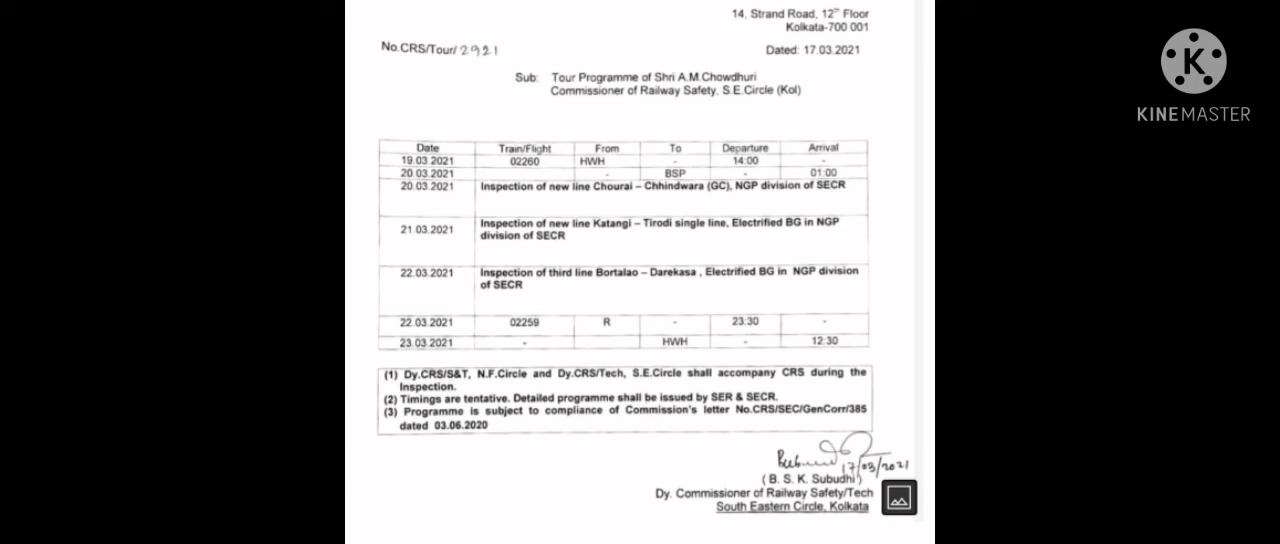 14, Strand Road, 12th Floor
Kolkata-700 001
No.CRS/Tour/2921
Dated: 17.03.2021
Sub: Tour Programme of Shri A.M.Chowdhuri
Commissioner of Railway Safety, S.E.Circle (Kol)
Date Train/Flight From To Departure Arrival
19.03.2021 02260 HWH - 14:00 -
20.03.2021 - BSP - 01:00
20.03.2021 Inspection of new line Chourai – Chhindwara (GC), NGP division of SECR
21.03.2021 Inspection of new line Katangi – Tirodi single line, Electrified BG in NGP
division of SECR
22.03.2021 Inspection of third line Bortalao – Darekasa , Electrified BG in NGP division
of SECR
22.03.2021 02259 R - 23:30 -
23.03.2021 - HWH - 12:30
(1) Dy.CRS/S&T, N.F.Circle and Dy.CRS/Tech, S.E.Circle shall accompany CRS during the
Inspection.
(2) Timings are tentative. Detailed programme shall be issued by SER & SECR.
(3) Programme is subject to compliance of Commission's letter No.CRS/SEC/GenCorr/385
dated 03.06.2020
17/03/2021
( B. S. K. Subudhi )
Dy. Commissioner of Railway Safety/Tech
South Eastern Circle, Kolkata
K
KINEMASTER